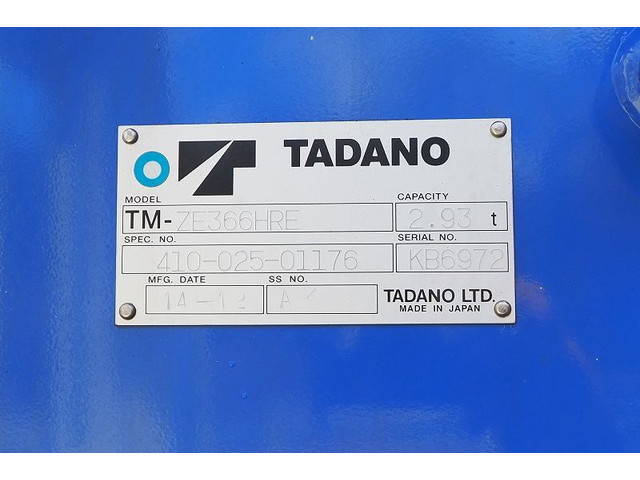 TADANO
MODEL CAPACITY
TM-ZE366HRE 2.93 t
SPEC. NO. SERIAL NO.
410-025-01176 KB6972
MFG. DATE SS NO.
TADANO LTD.
MADE IN JAPAN